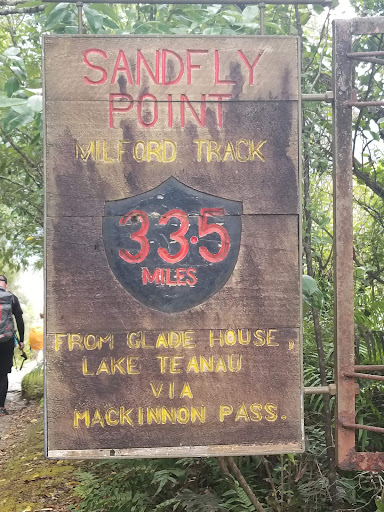 SANDFLY
POINT
MILFORD TRACK
33·5
MILES
FROM GLADE HOUSE,
LAKE TEANAU
VIA
MACKINNON PASS.